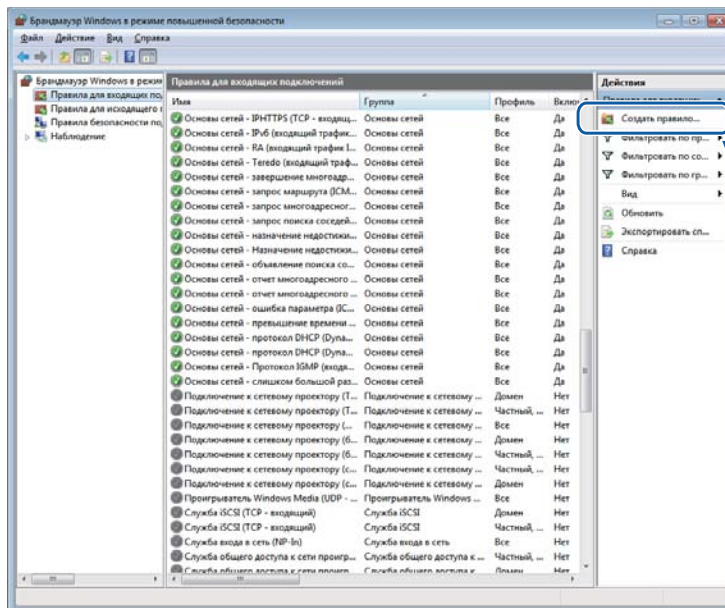 Брандмауэр Windows в режиме повышенной безопасности
Файл Действие Вид Справка
Брандмауэр Windows в режи
Правила для входящих по
Правила для исходящего
Правила безопасности по
Наблюдение
Правила для входящих подключений
Имя Группа Профиль Включ
Основы сетей - IPHTTPS (TCP - входящ... Основы сетей Все Да
Основы сетей - IPv6 (входящий трафик... Основы сетей Все Да
Основы сетей - RA (входящий трафик I... Основы сетей Все Да
Основы сетей - Teredo (входящий траф... Основы сетей Все Да
Основы сетей - завершение многоадр... Основы сетей Все Да
Основы сетей - запрос маршрута (ICM... Основы сетей Все Да
Основы сетей - запрос многоадресног... Основы сетей Все Да
Основы сетей - запрос поиска соседей... Основы сетей Все Да
Основы сетей - назначение недостижи... Основы сетей Все Да
Основы сетей - Назначение недостижи... Основы сетей Все Да
Основы сетей - объявление поиска со... Основы сетей Все Да
Основы сетей - отчет многоадресного ... Основы сетей Все Да
Основы сетей - отчет многоадресного ... Основы сетей Все Да
Основы сетей - ошибка параметра (IC... Основы сетей Все Да
Основы сетей - превышение времени ... Основы сетей Все Да
Основы сетей - протокол DHCP (Dyna... Основы сетей Все Да
Основы сетей - протокол DHCP (Dyna... Основы сетей Все Да
Основы сетей - Протокол IGMP (входя... Основы сетей Все Да
Основы сетей - слишком большой раз... Основы сетей Все Да
Подключение к сетевому проектору (T... Подключение к сетевому ... Домен Нет
Подключение к сетевому проектору (T... Подключение к сетевому ... Частный, ... Нет
Подключение к сетевому проектору (... Подключение к сетевому ... Все Нет
Подключение к сетевому проектору (б... Подключение к сетевому ... Домен Нет
Подключение к сетевому проектору (б... Подключение к сетевому ... Частный, ... Нет
Подключение к сетевому проектору (с... Подключение к сетевому ... Частный, ... Нет
Подключение к сетевому проектору (с... Подключение к сетевому ... Домен Нет
Проигрыватель Windows Media (UDP - ... Проигрыватель Windows ... Все Нет
Служба iSCSI (TCP - входящий) Служба iSCSI Домен Нет
Служба iSCSI (TCP - входящий) Служба iSCSI Частный, ... Нет
Служба входа в сеть (NP-In) Служба входа в сеть Все Нет
Служба общего доступа к сети проигр... Служба общего доступа к ... Частный, ... Нет
Служба общего доступа к сети проигр... Служба общего доступа к ... Домен Нет
Действия
Создать правило...
Фильтровать по пр...
Фильтровать по со...
Фильтровать по гр...
Вид
Обновить
Экспортировать сп...
Справка